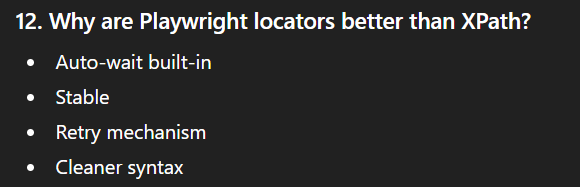 12. Why are Playwright locators better than XPath?
• Auto-wait built-in
• Stable
• Retry mechanism
• Cleaner syntax